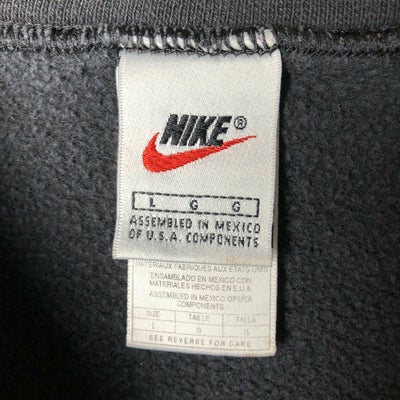 NIKE®
L G G
ASSEMBLED IN MEXICO
OF U.S.A. COMPONENTS
MATERIAUX FABRIQUES AUX ETATS UNIS
ENSAMBLADO EN MEXICO CON
MATERIALES HECHOS EN E.U.A.
ASSEMBLED IN MEXICO OF USA
COMPONENTS
SIZE TAILLE TALLA
L G G
SEE REVERSE FOR CARE